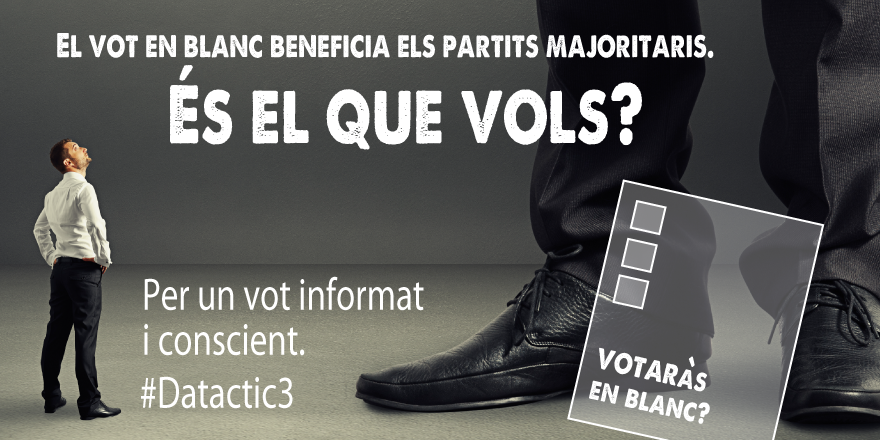 El vot en blanc beneficia els partits majoritaris.
És el que vols?
Per un vot informat
i conscient.
#Datactic3
VOTARÀS
EN BLANC?